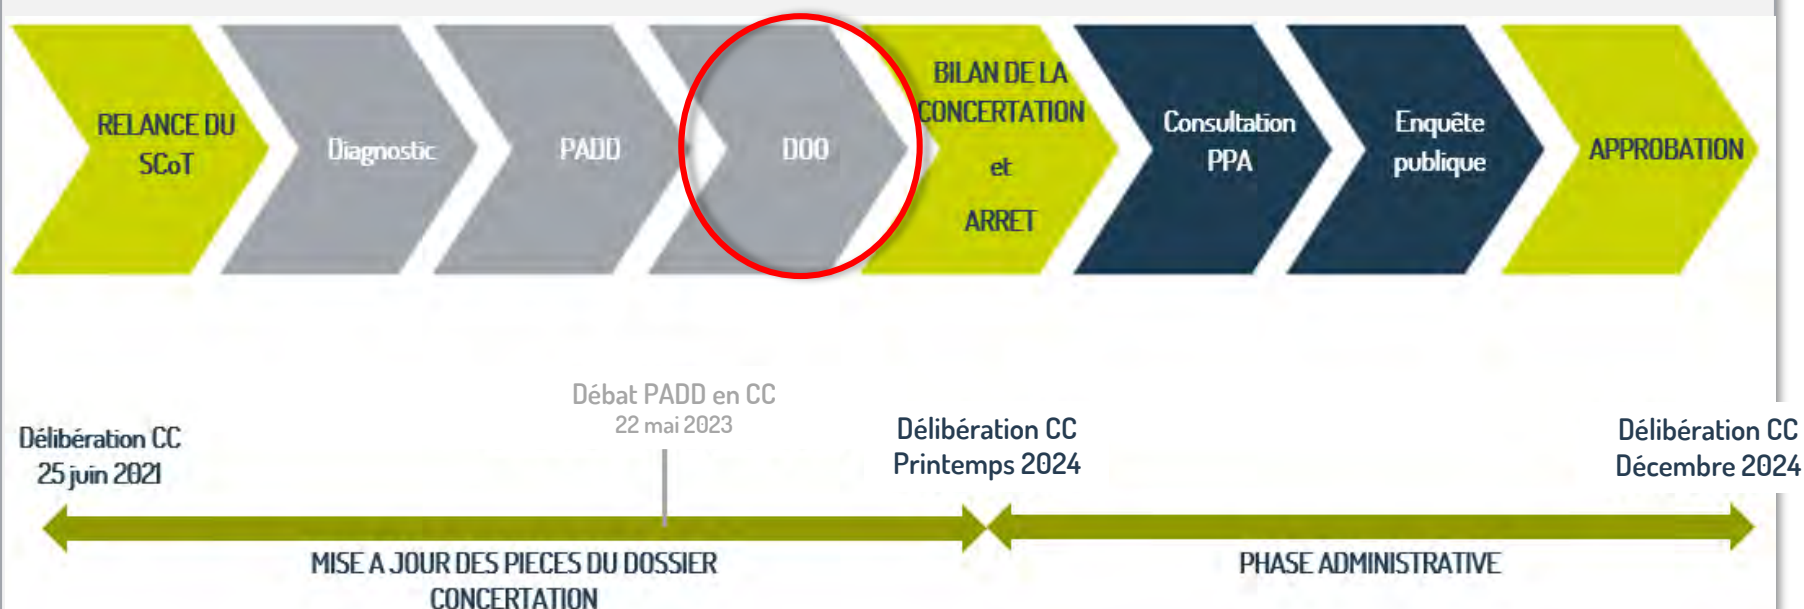 RELANCE DU
SCoT
Diagnostic
PADD
DOO
BILAN DE LA
CONCERTATION
et
ARRET
Consultation
PPA
Enquête
publique
APPROBATION
Délibération CC
25 juin 2021
Débat PADD en CC
22 mai 2023
Délibération CC
Printemps 2024
Délibération CC
Décembre 2024
MISE A JOUR DES PIECES DU DOSSIER
CONCERTATION
PHASE ADMINISTRATIVE